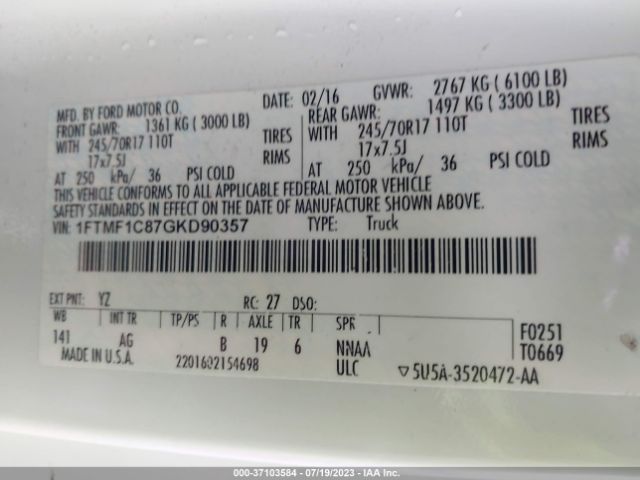 MFD. BY FORD MOTOR CO.
DATE: 02/16 GVWR: 2767 KG ( 6100 LB)
FRONT GAWR: 1361 KG ( 3000 LB)
REAR GAWR: 1497 KG ( 3300 LB)
WITH 245/70R17 110T TIRES
WITH 245/70R17 110T TIRES
17x7.5J RIMS
17x7.5J RIMS
AT 250 kPa/ 36 PSI COLD
AT 250 kPa/ 36 PSI COLD
THIS VEHICLE CONFORMS TO ALL APPLICABLE FEDERAL MOTOR VEHICLE
SAFETY STANDARDS IN EFFECT ON THE DATE OF MANUFACTURE SHOWN ABOVE.
VIN: 1FTMF1C87GKD90357 TYPE: Truck
EXT PNT: YZ RC: 27 DSO:
WB INT TR TP/PS R AXLE TR SPR F0251
141 AG B 19 6 NNAA T0669
MADE IN U.S.A. 2201602154698 ULC ▽5U5A-3520472-AA
000-37103584 - 07/19/2023 - IAAI.com